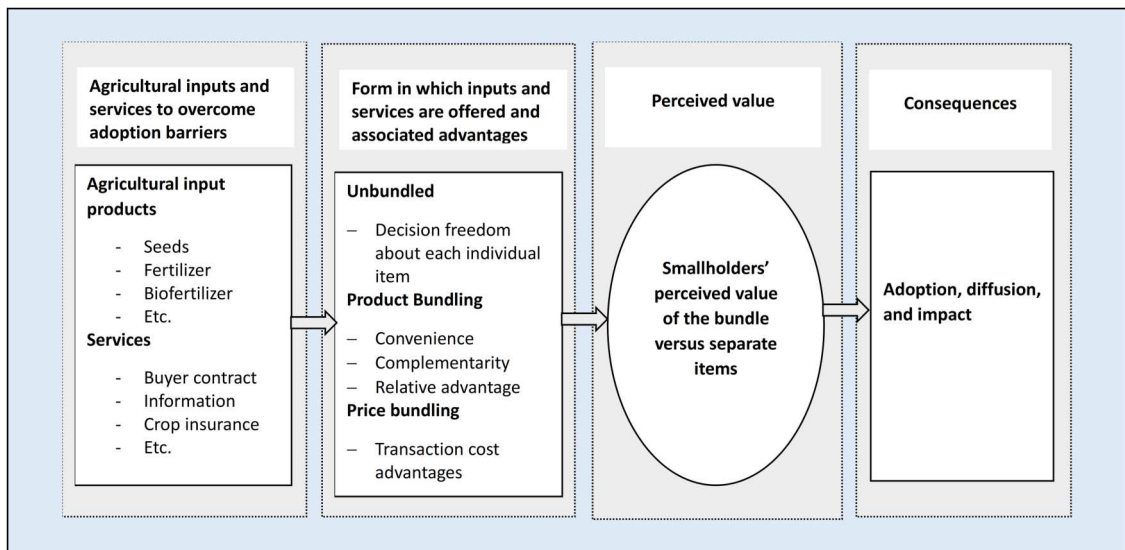 Agricultural inputs and
services to overcome
adoption barriers
Agricultural input
products
- Seeds
- Fertilizer
- Biofertilizer
- Etc.
Services
- Buyer contract
- Information
- Crop insurance
- Etc.
Form in which inputs and
services are offered and
associated advantages
Unbundled
– Decision freedom
about each individual
item
Product Bundling
– Convenience
– Complementarity
– Relative advantage
Price bundling
– Transaction cost
advantages
Perceived value
Smallholders’
perceived value
of the bundle
versus separate
items
Consequences
Adoption, diffusion,
and impact